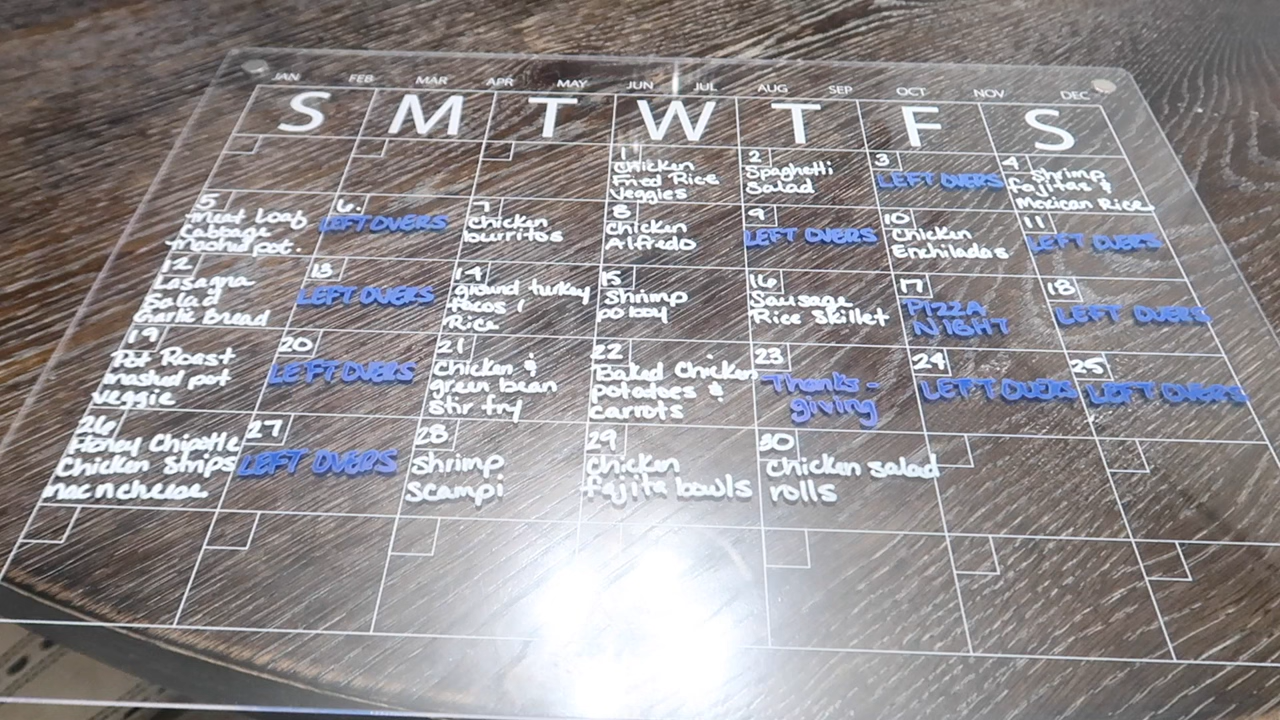 JAN FEB MAR APR MAY JUN JUL AUG SEP OCT NOV DEC
S M T W T F S
1
Chicken
Fried Rice
Veggies
2
Spaghetti
Salad
3
LEFT OVERS
4
Shrimp
fajitas &
Mexican Rice
5
meat loaf
Cabbage
mashed pot.
6.
LEFT OVERS
7
Chicken
burritos
8
Chicken
Alfredo
9
LEFT OVERS
10
Chicken
Enchiladas
11
LEFT OVERS
12
Lasagna
Salad
Garlic Bread
13
LEFT OVERS
14
ground turkey
tacos /
Rice
15
Shrimp
po boy
16
Sausage
Rice Skillet
17
PIZZA
NIGHT
18
LEFT OVERS
19
Pot Roast
mashed pot
veggie
20
LEFT OVERS
21
Chicken &
green bean
stir fry
22
Baked Chicken
potatoes &
carrots
23
Thanks-
giving
24
LEFT OVERS
25
LEFT OVERS
26
Honey Chipotle
Chicken Strips
mac n cheese
27
LEFT OVERS
28
Shrimp
Scampi
29
Chicken
fajita bowls
30
Chicken salad
rolls